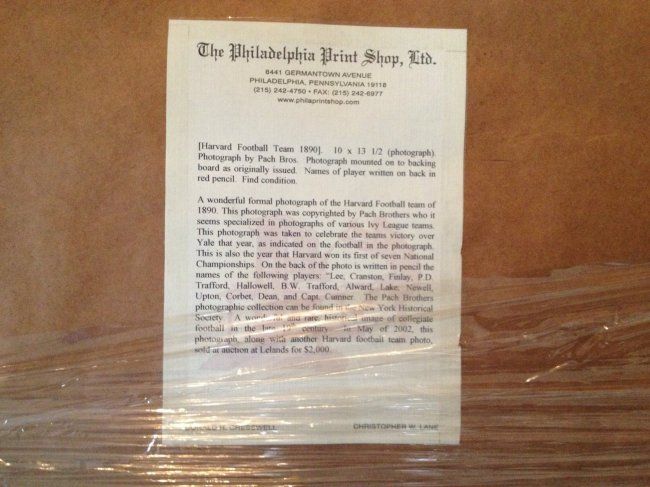 The Philadelphia Print Shop, Ltd.
8441 GERMANTOWN AVENUE
PHILADELPHIA, PENNSYLVANIA 19118
(215) 242-4750 • FAX: (215) 242-6977
www.philaprintshop.com
[Harvard Football Team 1890]. 10 x 13 1/2 (photograph).
Photograph by Pach Bros. Photograph mounted on to backing
board as originally issued. Names of player written on back in
red pencil. Find condition.
A wonderful formal photograph of the Harvard Football team of
1890. This photograph was copyrighted by Pach Brothers who it
seems specialized in photographs of various Ivy League teams.
This photograph was taken to celebrate the teams victory over
Yale that year, as indicated on the football in the photograph.
This is also the year that Harvard won its first of seven National
Championships. On the back of the photo is written in pencil the
names of the following players: "Lee, Cranston, Finlay, P.D.
Trafford, Hallowell, B.W. Trafford, Alward, Lake, Newell,
Upton, Corbet, Dean, and Capt. Cumner. The Pach Brothers
photographic collection can be found in the New York Historical
Society. A wonderful and rare, historical image of collegiate
football in the late 19th century. In May of 2002, this
photograph, along with another Harvard football team photo,
sold at auction at Lelands for $2,000.
DONALD H. CRESSWELL
CHRISTOPHER W. LANE